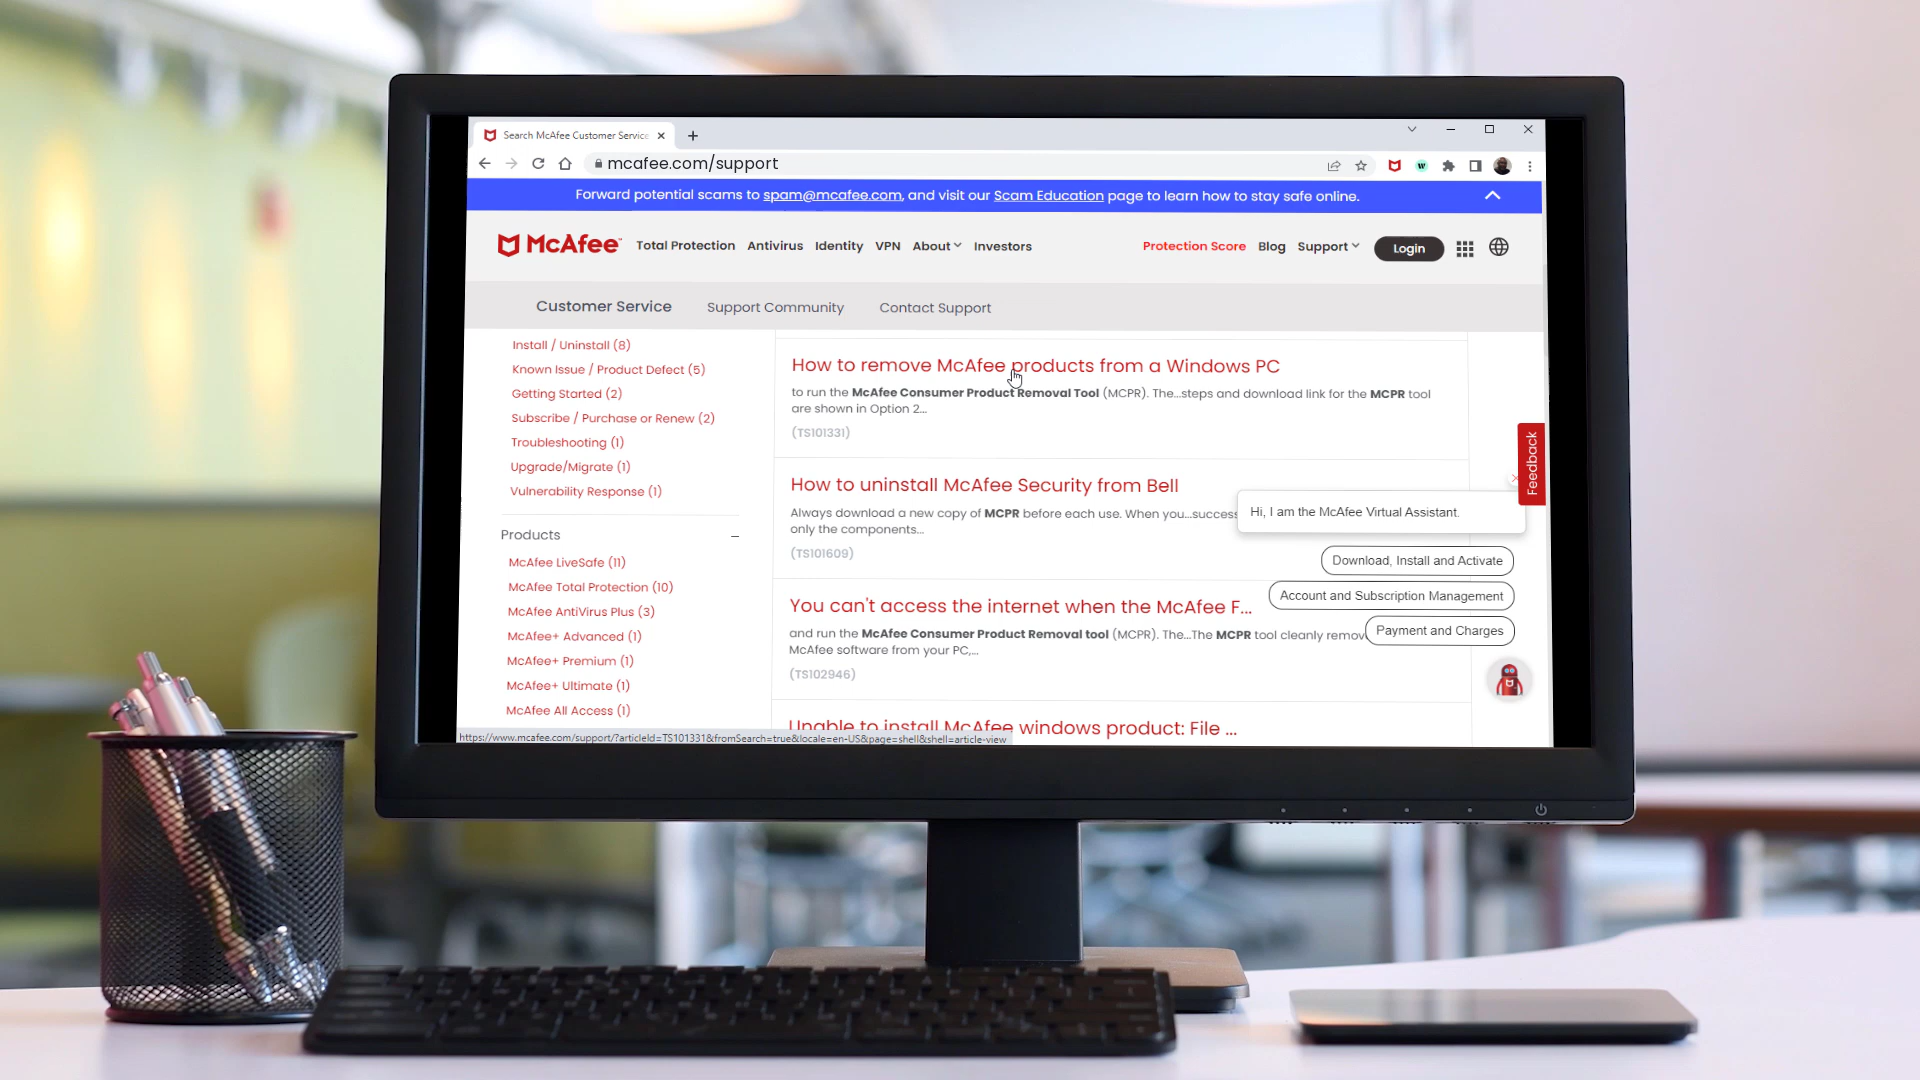 Search McAfee Customer Service
mcafee.com/support
Forward potential scams to spam@mcafee.com, and visit our Scam Education page to learn how to stay safe online.
McAfee Total Protection Antivirus Identity VPN About Investors Protection Score Blog Support Login
Customer Service Support Community Contact Support
Install / Uninstall (8)
Known Issue / Product Defect (5)
Getting Started (2)
Subscribe / Purchase or Renew (2)
Troubleshooting (1)
Upgrade/Migrate (1)
Vulnerability Response (1)
Products
McAfee LiveSafe (11)
McAfee Total Protection (10)
McAfee AntiVirus Plus (3)
McAfee+ Advanced (1)
McAfee+ Premium (1)
McAfee+ Ultimate (1)
McAfee All Access (1)
How to remove McAfee products from a Windows PC
to run the McAfee Consumer Product Removal Tool (MCPR). The...steps and download link for the MCPR tool
are shown in Option 2...
(TS101331)
How to uninstall McAfee Security from Bell
Always download a new copy of MCPR before each use. When you...success
only the components...
(TS101609)
You can't access the internet when the McAfee F...
and run the McAfee Consumer Product Removal tool (MCPR). The...The MCPR tool cleanly remov
McAfee software from your PC,...
(TS102946)
Unable to install McAfee windows product: File ...
Feedback
Hi, I am the McAfee Virtual Assistant.
Download, Install and Activate
Account and Subscription Management
Payment and Charges
https://www.mcafee.com/support/?articleId=TS101331&fromSearch=true&locale=en-US&page=shell&shell=article-view